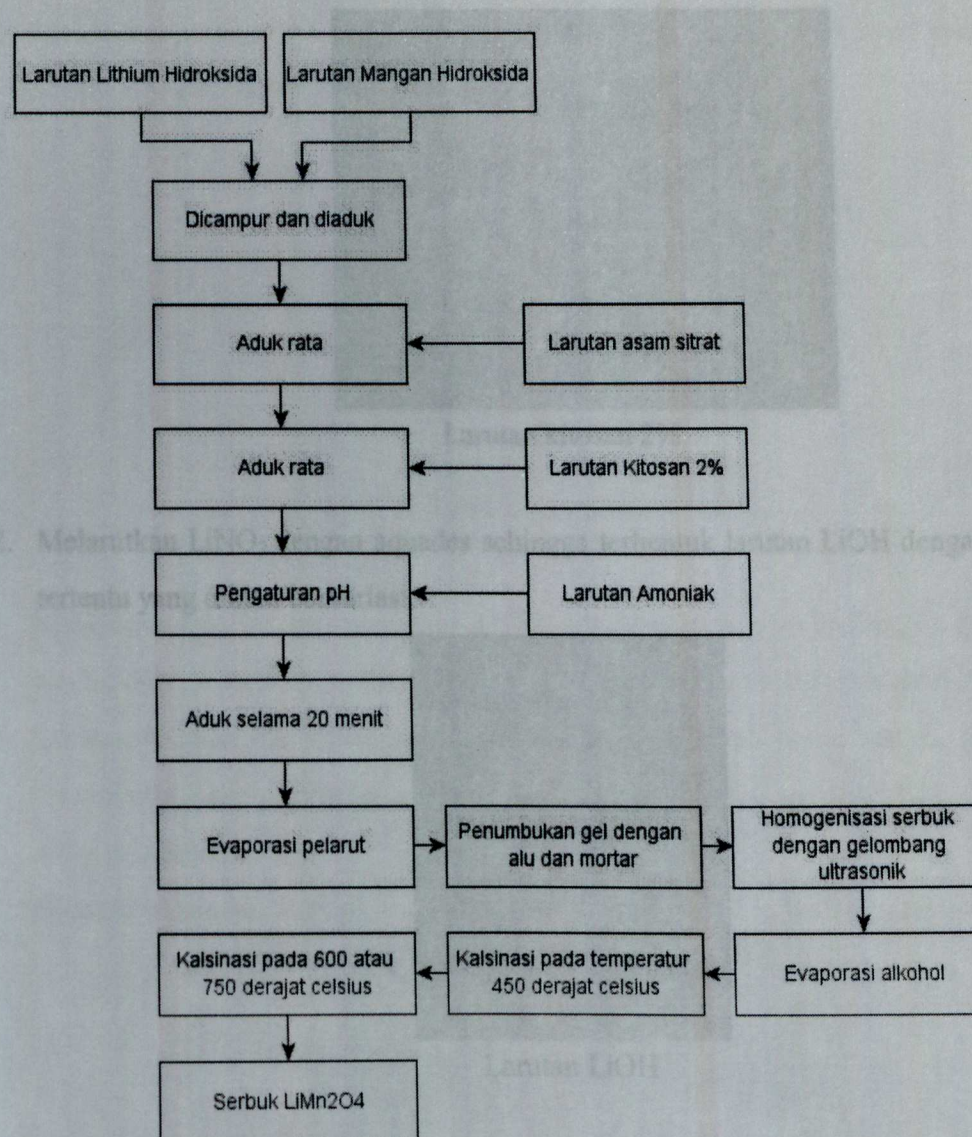 Larutan Lithium Hidroksida
Larutan Mangan Hidroksida
Dicampur dan diaduk
Aduk rata
Larutan asam sitrat
Larutan kitosan 2%
Aduk rata
Larutan Kitosan 2%
Melarutkan LiNO3 dengan aquades sehingga terbentuk larutan LiOH
tertentu yang
Pengaturan pH
Larutan Amoniak
Aduk selama 20 menit
Evaporasi pelarut
Penumbukan gel dengan
alu dan mortar
Homogenisasi serbuk
dengan gelombang
ultrasonik
Kalsinasi pada 600 atau
750 derajat celsius
Kalsinasi pada temperatur
450 derajat celsius
Evaporasi alkohol
Larutan LiOH
Serbuk LiMn2O4